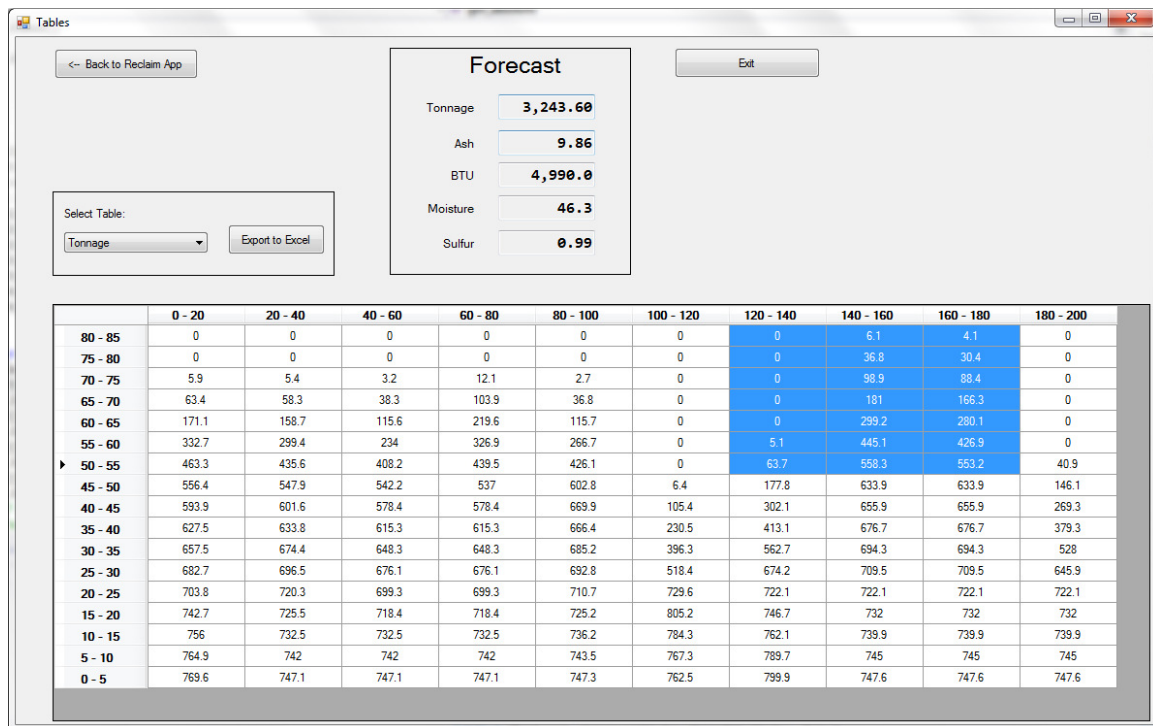 Tables
<-- Back to Reclaim App
Forecast
Exit
Tonnage 3,243.60
Ash 9.86
BTU 4,990.0
Moisture 46.3
Sulfur 0.99
Select Table:
Tonnage
Export to Excel
0 - 20 20 - 40 40 - 60 60 - 80 80 - 100 100 - 120 120 - 140 140 - 160 160 - 180 180 - 200
80 - 85 0 0 0 0 0 0 0 6.1 4.1 0
75 - 80 0 0 0 0 0 0 0 36.8 30.4 0
70 - 75 5.9 5.4 3.2 12.1 2.7 0 0 98.9 88.4 0
65 - 70 63.4 58.3 38.3 103.9 36.8 0 0 181 166.3 0
60 - 65 171.1 158.7 115.6 219.6 115.7 0 0 299.2 280.1 0
55 - 60 332.7 299.4 234 326.9 266.7 0 5.1 445.1 426.9 0
50 - 55 463.3 435.6 408.2 439.5 426.1 0 63.7 558.3 553.2 40.9
45 - 50 556.4 547.9 542.2 537 602.8 6.4 177.8 633.9 633.9 146.1
40 - 45 593.9 601.6 578.4 578.4 669.9 105.4 302.1 655.9 655.9 269.3
35 - 40 627.5 633.8 615.3 615.3 666.4 230.5 413.1 676.7 676.7 379.3
30 - 35 657.5 674.4 648.3 648.3 685.2 396.3 562.7 694.3 694.3 528
25 - 30 682.7 696.5 676.1 676.1 692.8 518.4 674.2 709.5 709.5 645.9
20 - 25 703.8 720.3 699.3 699.3 710.7 729.6 722.1 722.1 722.1 722.1
15 - 20 742.7 725.5 718.4 718.4 725.2 805.2 746.7 732 732 732
10 - 15 756 732.5 732.5 732.5 736.2 784.3 762.1 739.9 739.9 739.9
5 - 10 764.9 742 742 742 743.5 767.3 789.7 745 745 745
0 - 5 769.6 747.1 747.1 747.1 747.3 762.5 799.9 747.6 747.6 747.6